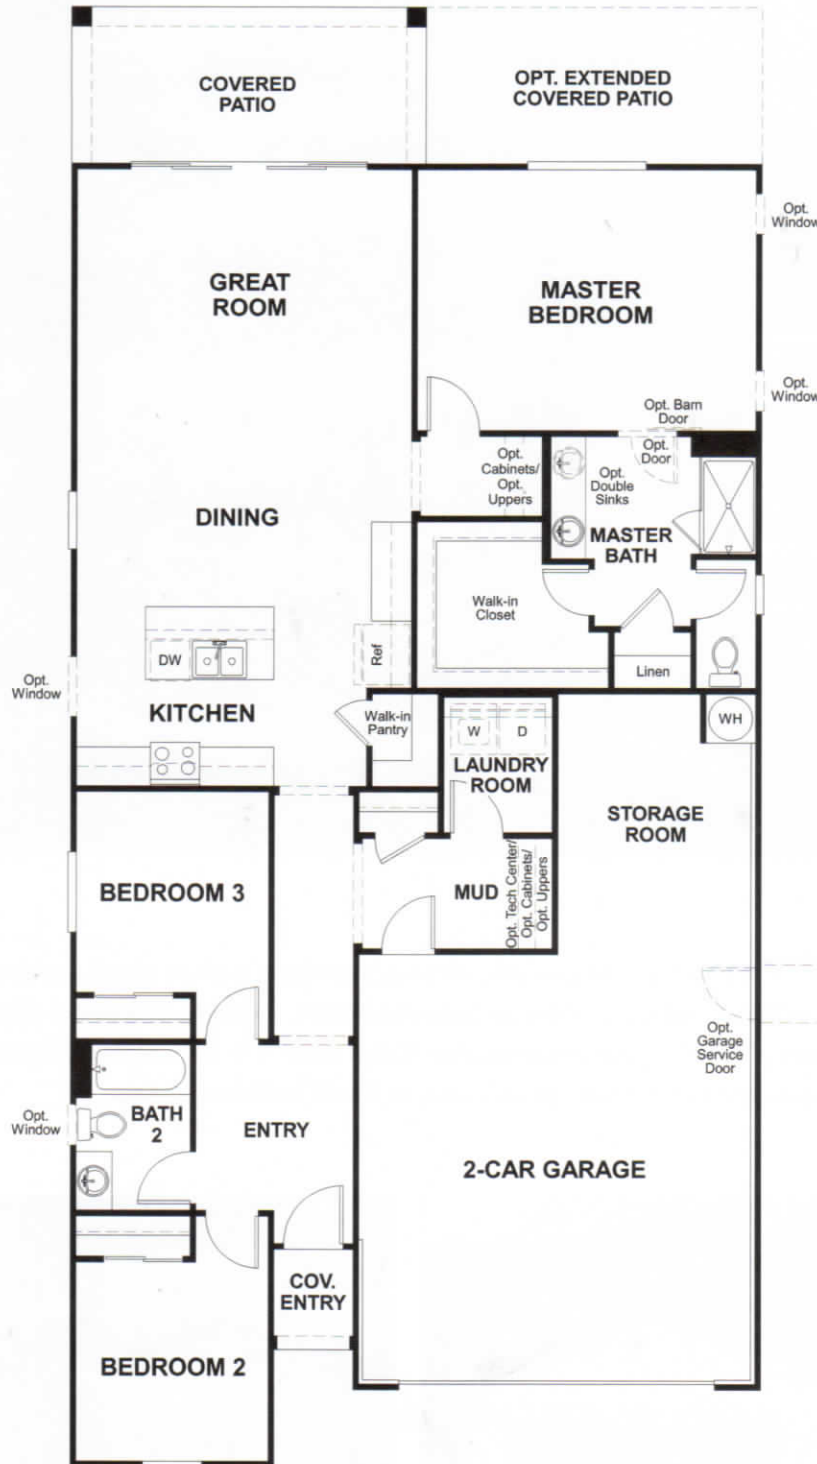 COVERED
PATIO
OPT. EXTENDED
COVERED PATIO
Opt.
Window
GREAT
ROOM
MASTER
BEDROOM
Opt.
Window
Opt. Barn
Door
Opt.
Door
Opt.
Cabinets/
Opt.
Uppers
Opt.
Double
Sinks
DINING
MASTER
BATH
Walk-in
Closet
DW
Ref
Linen
Opt.
Window
KITCHEN
Walk-in
Pantry
W
D
WH
LAUNDRY
ROOM
STORAGE
ROOM
BEDROOM 3
MUD
Opt. Tech Center/
Opt. Cabinets/
Opt. Uppers
Opt.
Garage
Service
Door
Opt.
Window
BATH
2
ENTRY
2-CAR GARAGE
COV.
ENTRY
BEDROOM 2